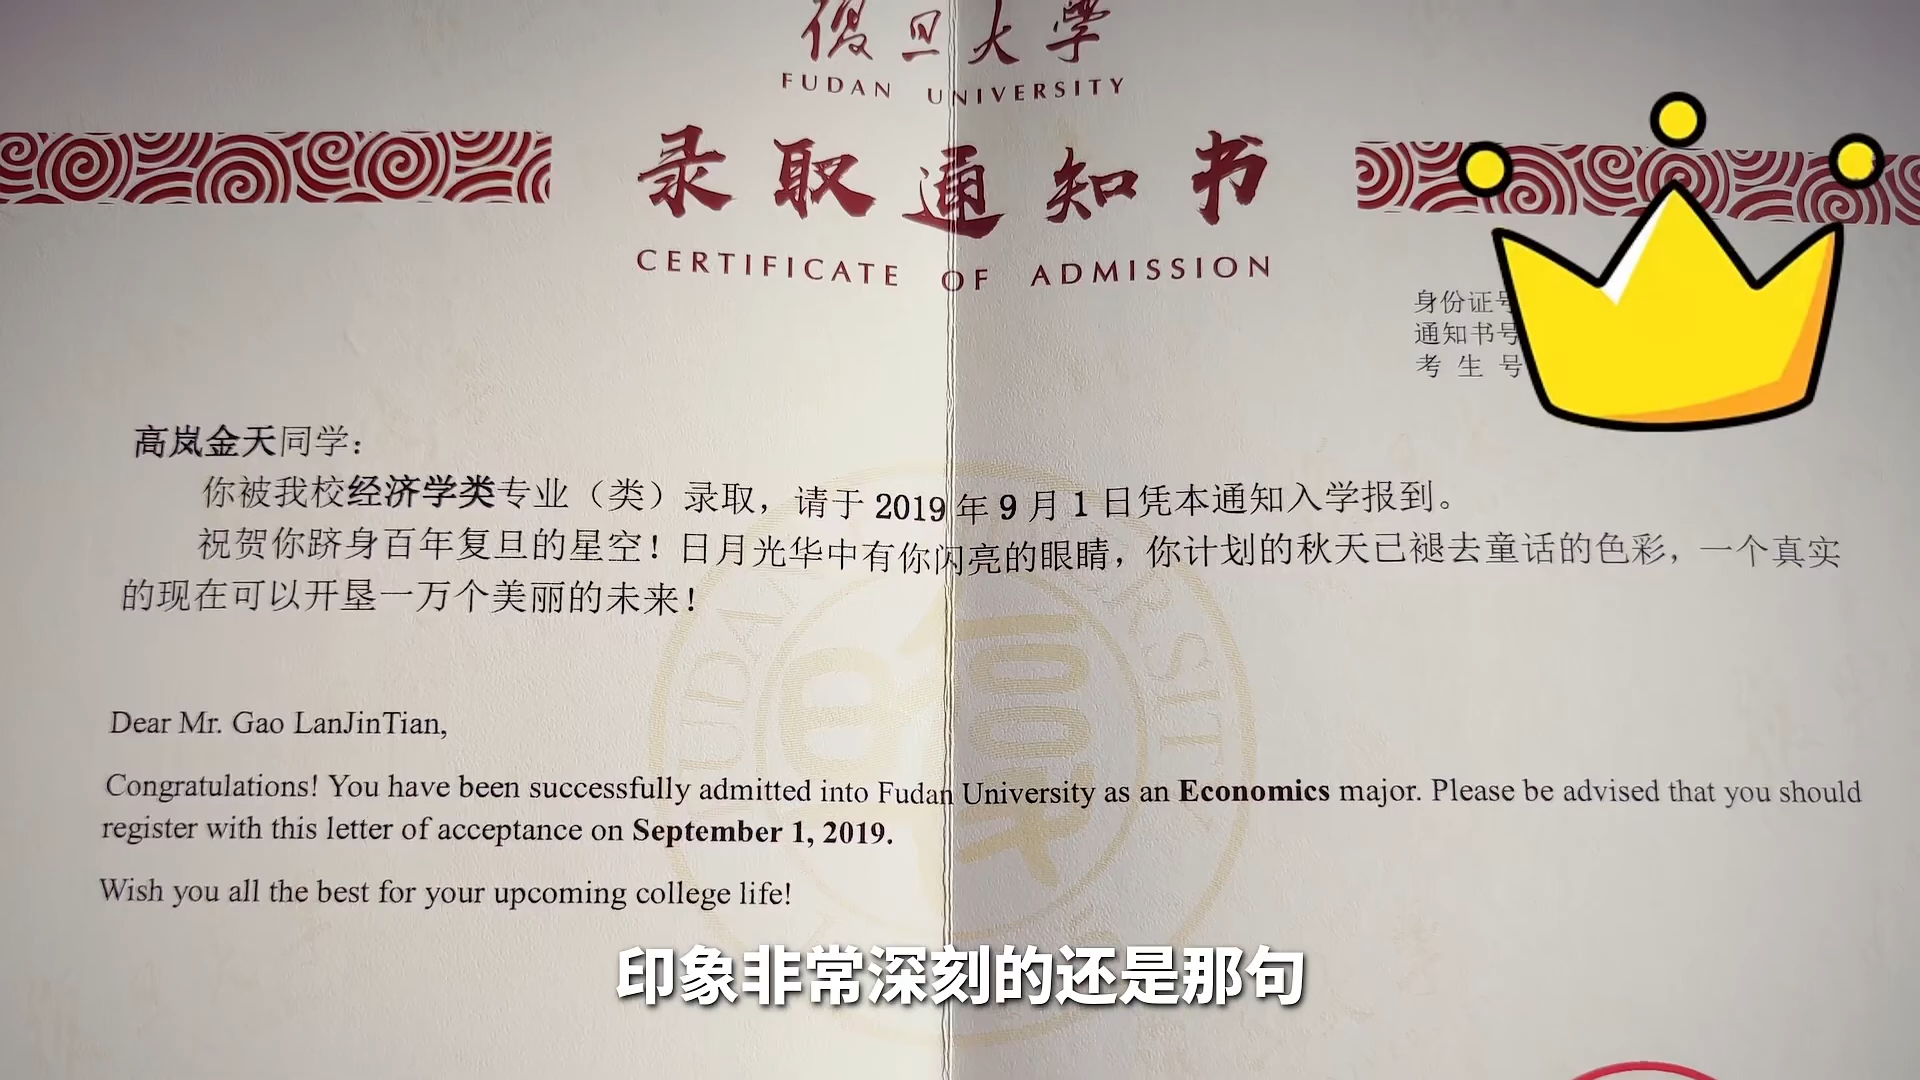 復旦大學
FUDAN UNIVERSITY
录取通知书
CERTIFICATE OF ADMISSION
身份证号
通知书号
考生号
高岚金天同学：
你被我校经济学类专业（类）录取，请于2019年9月1日凭本通知入学报到。
祝贺你跻身百年复旦的星空！日月光华中有你闪亮的眼睛，你计划的秋天已褪去童话的色彩，一个真实
的现在可以开垦一万个美丽的未来！
Dear Mr. Gao LanJinTian,
Congratulations! You have been successfully admitted into Fudan University as an Economics major. Please be advised that you should
register with this letter of acceptance on September 1, 2019.
Wish you all the best for your upcoming college life!
印象非常深刻的还是那句